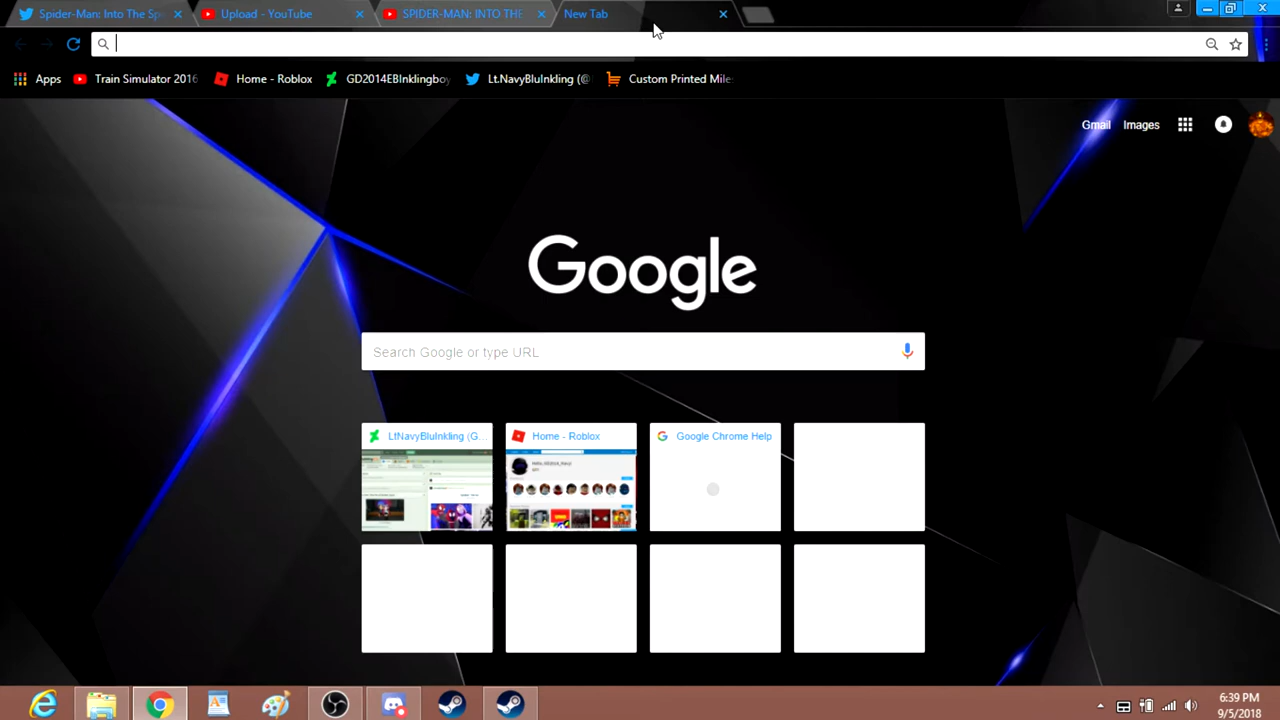 Spider-Man: Into The Sp
Upload - YouTube
SPIDER-MAN: INTO THE
New Tab
Apps
Train Simulator 2016
Home - Roblox
GD2014EBInklingboy
Lt.NavyBluInkling (@
Custom Printed Miles
Gmail
Images
Google
Search Google or type URL
LtNavyBluInkling (G...
Home - Roblox
Google Chrome Help
6:39 PM
9/5/2018